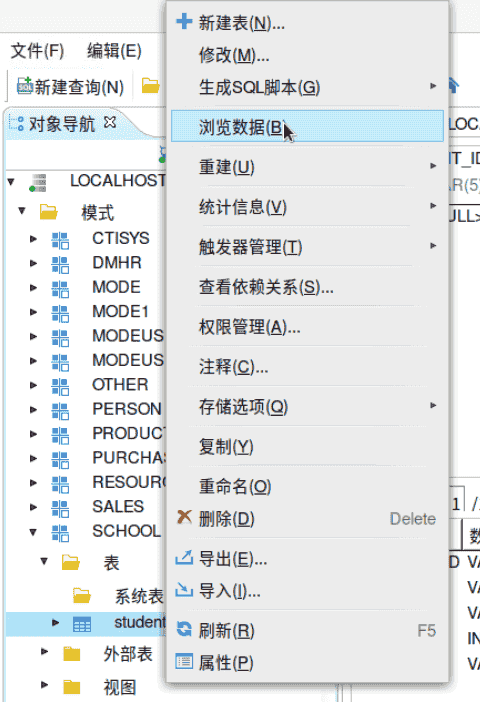 文件(F)
编辑(E)
新建查询(N)
对象导航
LOCALHOST
模式
CTISYS
DMHR
MODE
MODE1
MODEUS
MODEUS
OTHER
PERSON
PRODUCT
PURCHAS
RESOURC
SALES
SCHOOL
表
系统表
student
外部表
视图
新建表(N)...
修改(M)...
生成SQL脚本(G)
浏览数据(B)
重建(U)
统计信息(V)
触发器管理(T)
查看依赖关系(S)...
权限管理(A)...
注释(C)...
存储选项(Q)
复制(Y)
重命名(O)
删除(D) Delete
导出(E)...
导入(I)...
刷新(R) F5
属性(P)
LOC
T_ID
AR(5)
ULL>
1 /
数
D VA
VA
VA
IN
VA